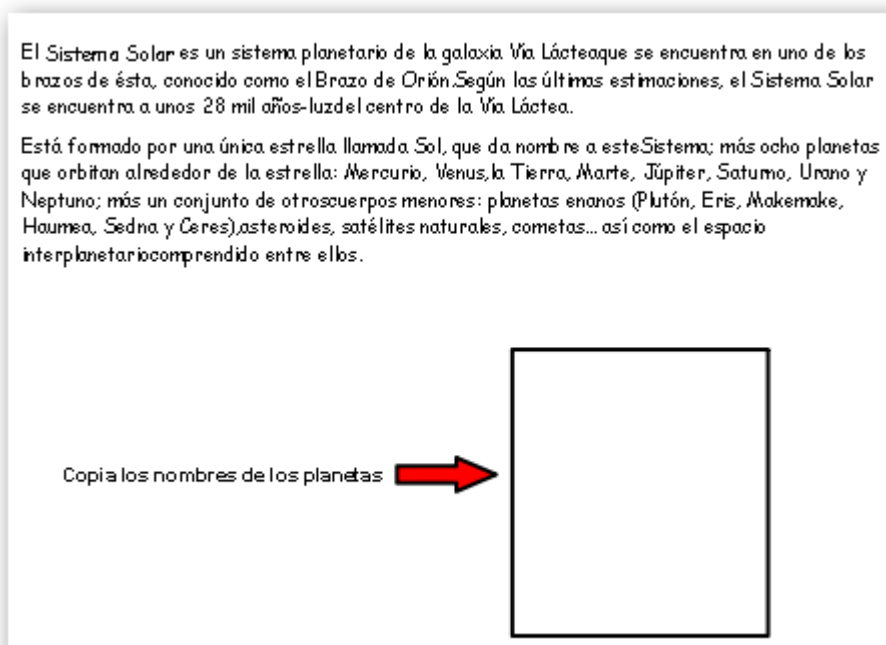 El Sistema Solar es un sistema planetario de la galaxia Vía Lácteaque se encuentra en uno de los
brazos de ésta, conocido como el Brazo de Orión.Según las últimas estimaciones, el Sistema Solar
se encuentra a unos 28 mil años-luzdel centro de la Vía Láctea.
Está formado por una única estrella llamada Sol, que da nombre a esteSistema; más ocho planetas
que orbitan alrededor de la estrella: Mercurio, Venus,la Tierra, Marte, Júpiter, Saturno, Urano y
Neptuno; más un conjunto de otroscuerpos menores: planetas enanos (Plutón, Eris, Makemake,
Haumea, Sedna y Ceres),asteroides, satélites naturales, cometas... así como el espacio
interplanetariocomprendido entre ellos.
Copia los nombres de los planetas